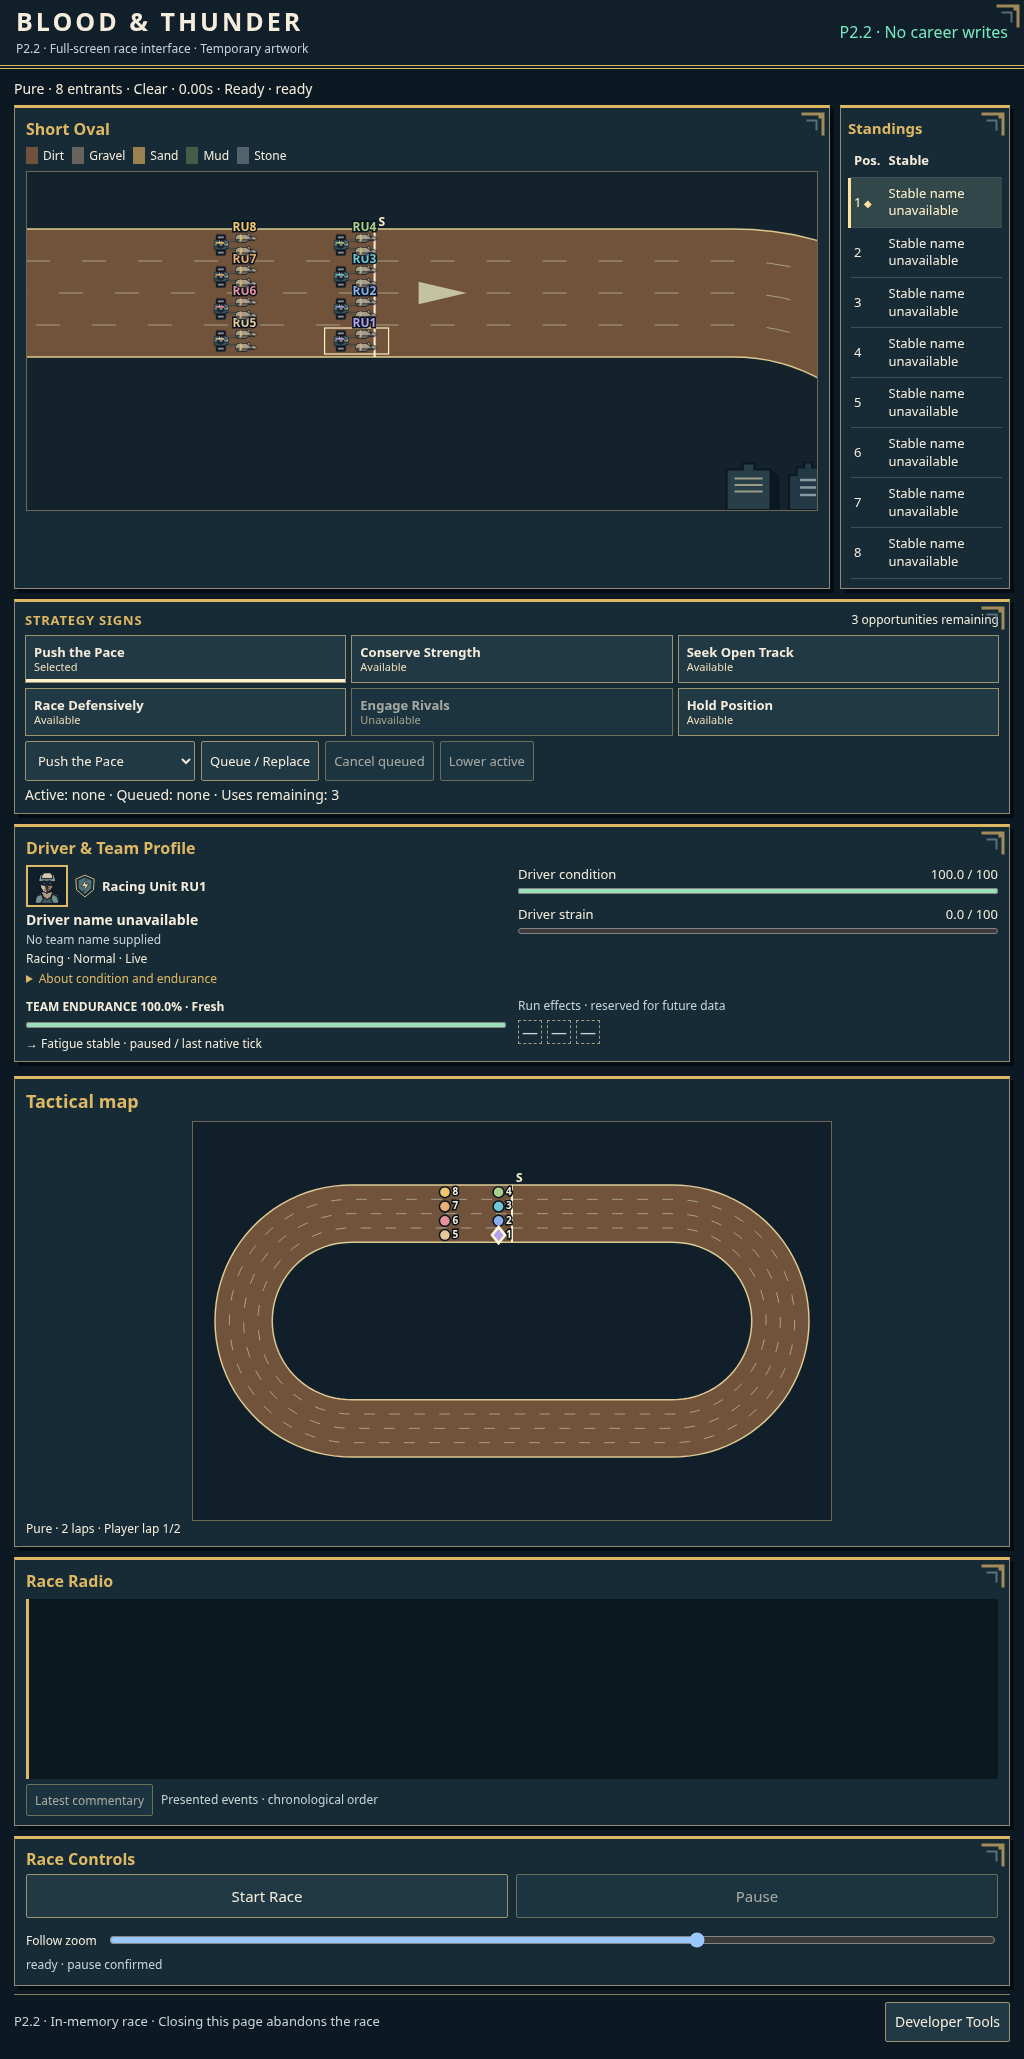 BLOOD & THUNDER
P2.2 · Full-screen race interface · Temporary artwork
P2.2 · No career writes
Pure · 8 entrants · Clear · 0.00s · Ready · ready
Short Oval
Dirt Gravel Sand Mud Stone
S
RU8 RU4
RU7 RU3
RU6 RU2
RU5 RU1
Standings
Pos. Stable
1 ◆ Stable name
unavailable
2 Stable name
unavailable
3 Stable name
unavailable
4 Stable name
unavailable
5 Stable name
unavailable
6 Stable name
unavailable
7 Stable name
unavailable
8 Stable name
unavailable
STRATEGY SIGNS
3 opportunities remaining
Push the Pace
Selected
Conserve Strength
Available
Seek Open Track
Available
Race Defensively
Available
Engage Rivals
Unavailable
Hold Position
Available
Push the Pace
Queue / Replace
Cancel queued
Lower active
Active: none · Queued: none · Uses remaining: 3
Driver & Team Profile
Racing Unit RU1
Driver name unavailable
No team name supplied
Racing · Normal · Live
▶ About condition and endurance
Driver condition 100.0 / 100
Driver strain 0.0 / 100
TEAM ENDURANCE 100.0% · Fresh
→ Fatigue stable · paused / last native tick
Run effects · reserved for future data
— — —
Tactical map
S
8 4
7 3
6 2
5 1
Pure · 2 laps · Player lap 1/2
Race Radio
Latest commentary
Presented events · chronological order
Race Controls
Start Race
Pause
Follow zoom
ready · pause confirmed
P2.2 · In-memory race · Closing this page abandons the race
Developer Tools